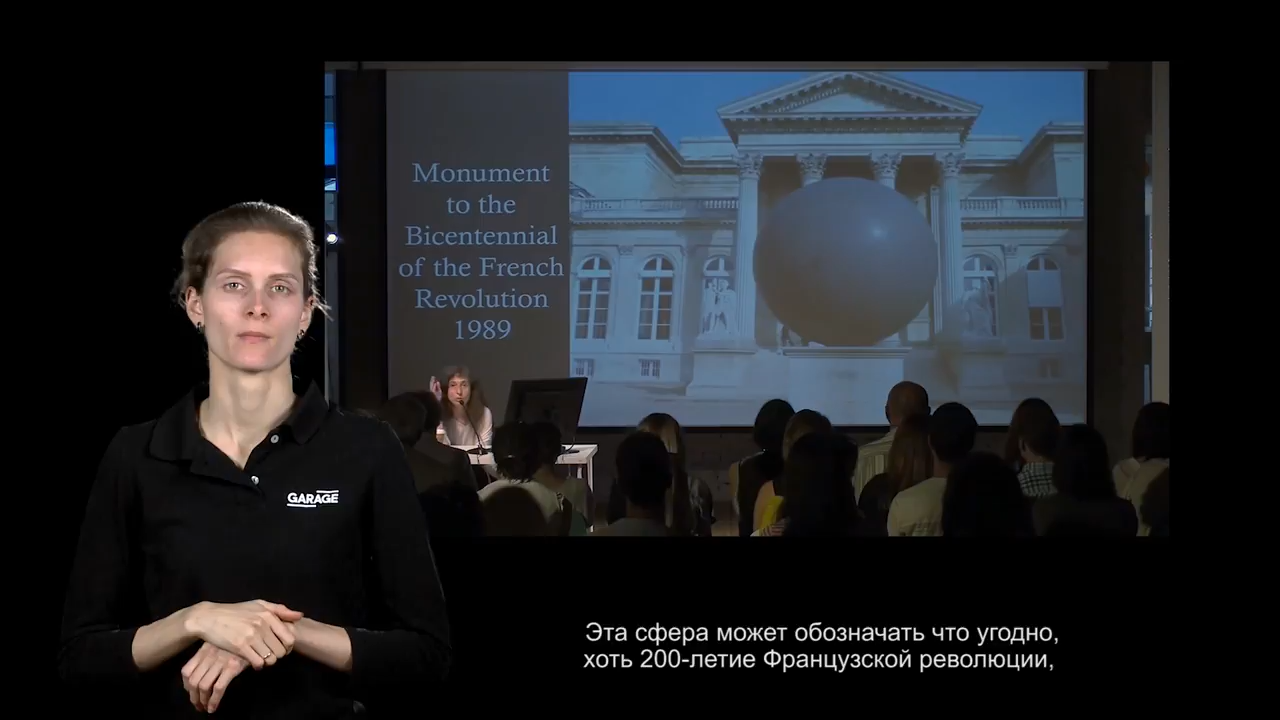 Monument
to the
Bicentennial
of the French
Revolution
1989
GARAGE
Эта сфера может обозначать что угодно,
хоть 200-летие Французской революции,